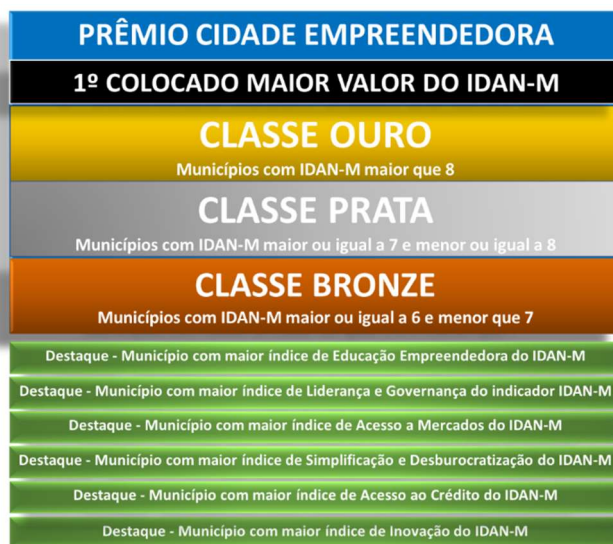 PRÊMIO CIDADE EMPREENDEDORA
1º COLOCADO MAIOR VALOR DO IDAN-M
CLASSE OURO
Municípios com IDAN-M maior que 8
CLASSE PRATA
Municípios com IDAN-M maior ou igual a 7 e menor ou igual a 8
CLASSE BRONZE
Municípios com IDAN-M maior ou igual a 6 e menor que 7
Destaque - Município com maior índice de Educação Empreendedora do IDAN-M
Destaque - Município com maior índice de Liderança e Governança do indicador IDAN-M
Destaque - Município com maior índice de Acesso a Mercados do IDAN-M
Destaque - Município com maior índice de Simplificação e Desburocratização do IDAN-M
Destaque - Município com maior índice de Acesso ao Crédito do IDAN-M
Destaque - Município com maior índice de Inovação do IDAN-M